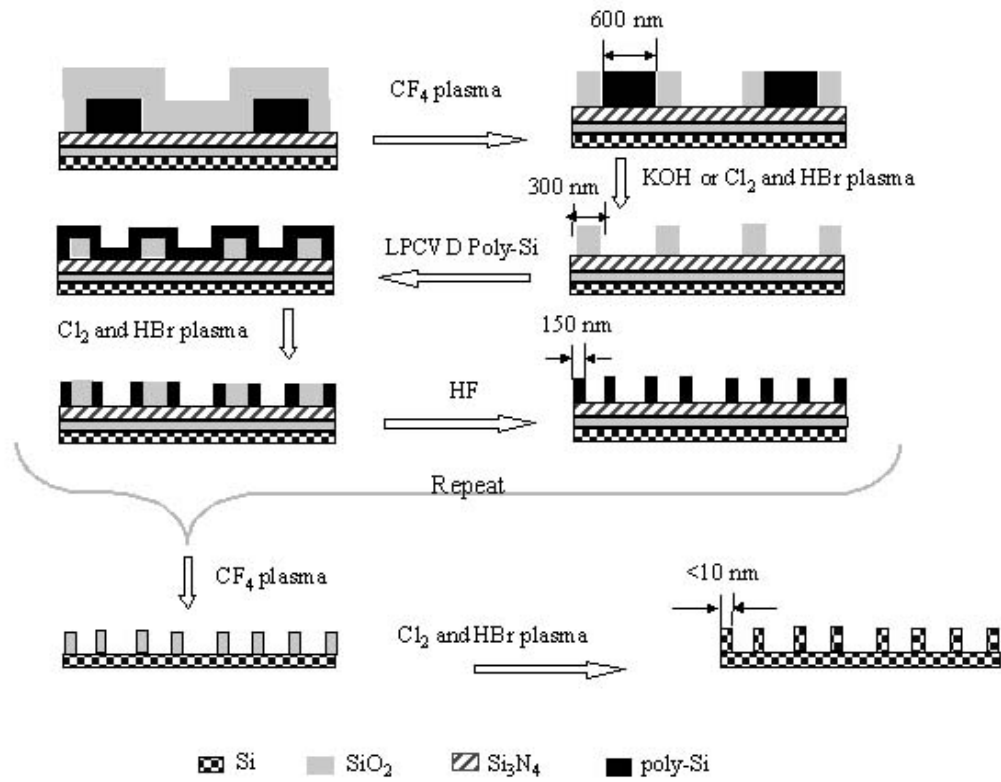 600 nm
CF₄ plasma
300 nm
KOH or Cl₂ and HBr plasma
LPCVD Poly-Si
Cl₂ and HBr plasma
150 nm
HF
Repeat
CF₄ plasma
<10 nm
Cl₂ and HBr plasma
Si
SiO₂
Si₃N₄
poly-Si